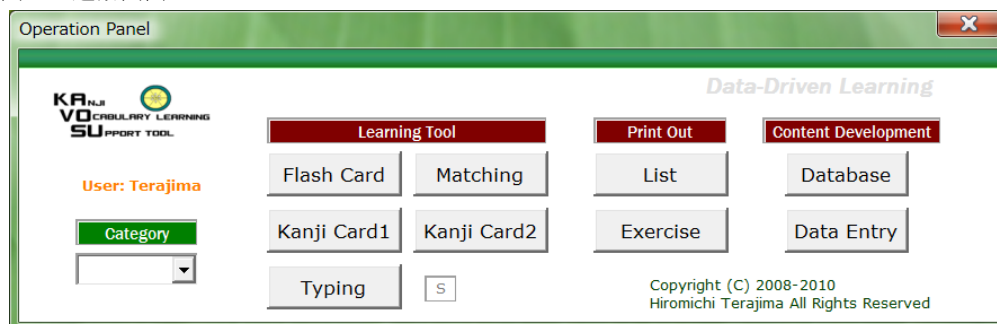 Operation Panel
Data-Driven Learning
KANJI
VOCABULARY LEARNING
SUPPORT TOOL
User: Terajima
Category
Learning Tool
Flash Card
Matching
Kanji Card1
Kanji Card2
Typing
S
Print Out
List
Exercise
Content Development
Database
Data Entry
Copyright (C) 2008-2010
Hiromichi Terajima All Rights Reserved